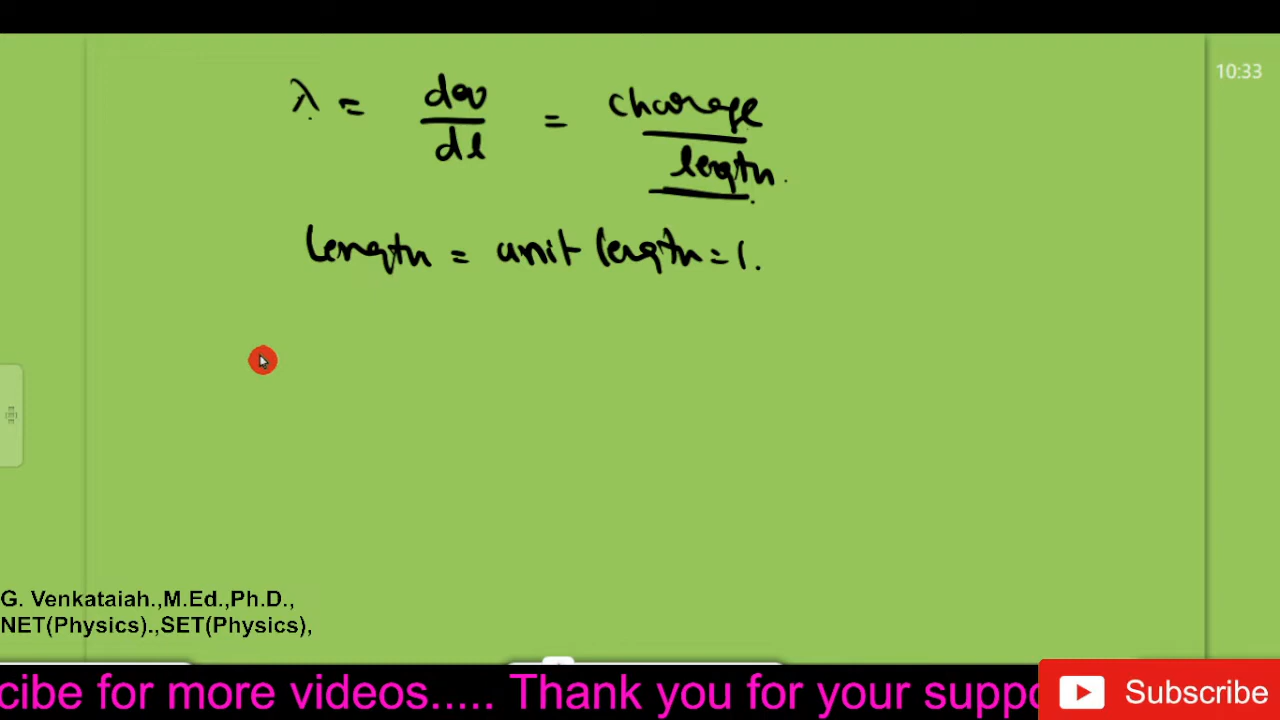 10:33
λ = dq/dl = charge/length.
length = unit length = 1.
G. Venkataiah.,M.Ed.,Ph.D.,
NET(Physics).,SET(Physics),
cibe for more videos..... Thank you for your suppo
Subscribe